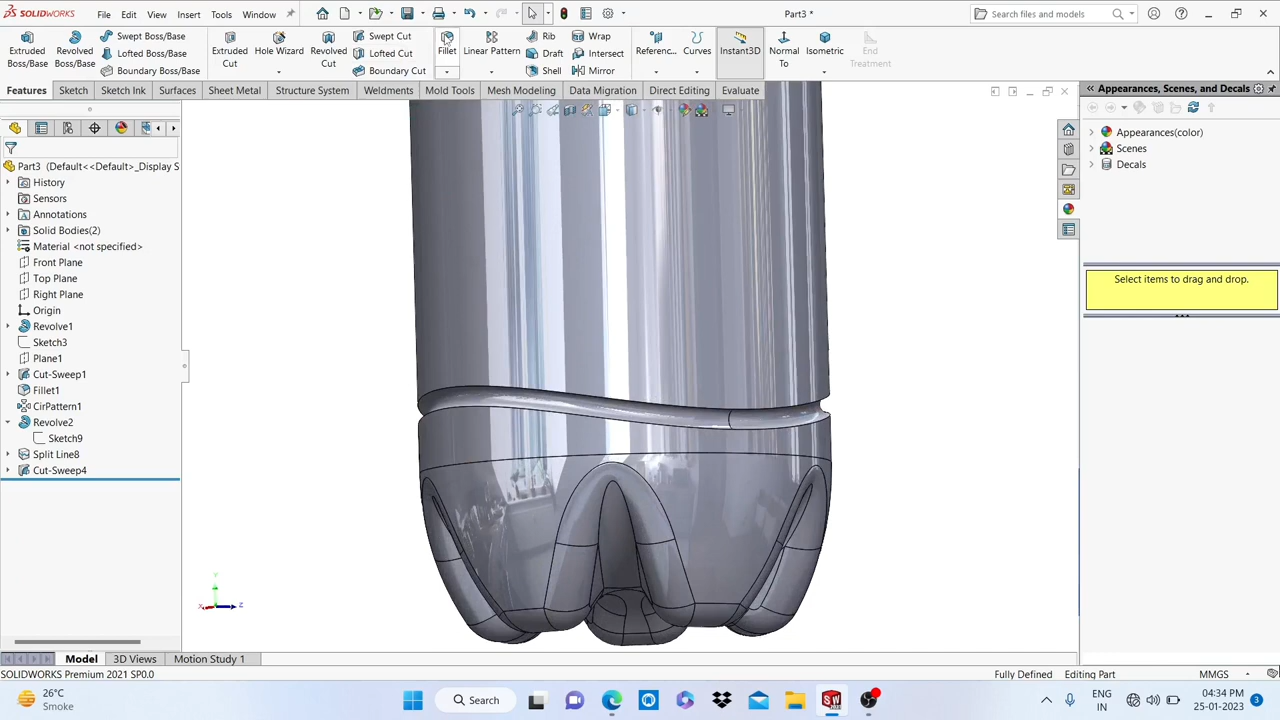 SOLIDWORKS
File
Edit
View
Insert
Tools
Window
Part3 *
Search files and models
Extruded Boss/Base
Revolved Boss/Base
Swept Boss/Base
Lofted Boss/Base
Boundary Boss/Base
Extruded Cut
Hole Wizard
Revolved Cut
Swept Cut
Lofted Cut
Boundary Cut
Fillet
Linear Pattern
Rib
Draft
Shell
Wrap
Intersect
Mirror
Referenc...
Curves
Instant3D
Normal To
Isometric
End Treatment
Features
Sketch
Sketch Ink
Surfaces
Sheet Metal
Structure System
Weldments
Mold Tools
Mesh Modeling
Data Migration
Direct Editing
Evaluate
Appearances, Scenes, and Decals
Appearances(color)
Scenes
Decals
Select items to drag and drop.
Part3 (Default<<Default>_Display S
History
Sensors
Annotations
Solid Bodies(2)
Material <not specified>
Front Plane
Top Plane
Right Plane
Origin
Revolve1
Sketch3
Plane1
Cut-Sweep1
Fillet1
CirPattern1
Revolve2
Sketch9
Split Line8
Cut-Sweep4
Model
3D Views
Motion Study 1
SOLIDWORKS Premium 2021 SP0.0
Fully Defined
Editing Part
MMGS
26°C
Smoke
Search
ENG
IN
04:34 PM
25-01-2023
3